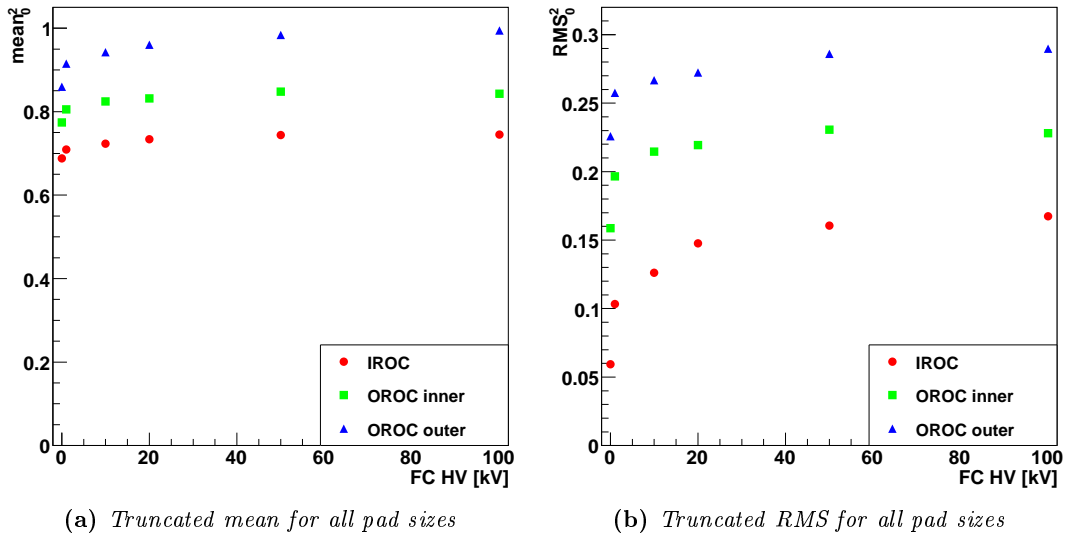 mean²₀
1
0.8
0.6
0.4
0.2
0
0 20 40 60 80 100
FC HV [kV]
IROC
OROC inner
OROC outer
(a) Truncated mean for all pad sizes
RMS²₀
0.3
0.25
0.2
0.15
0.1
0.05
0
0 20 40 60 80 100
FC HV [kV]
IROC
OROC inner
OROC outer
(b) Truncated RMS for all pad sizes